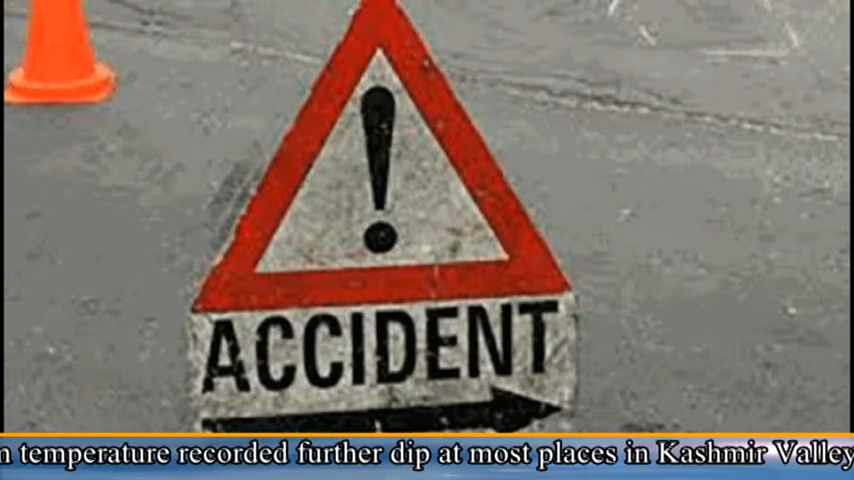 ACCIDENT
temperature recorded further dip at most places in Kashmir Valley